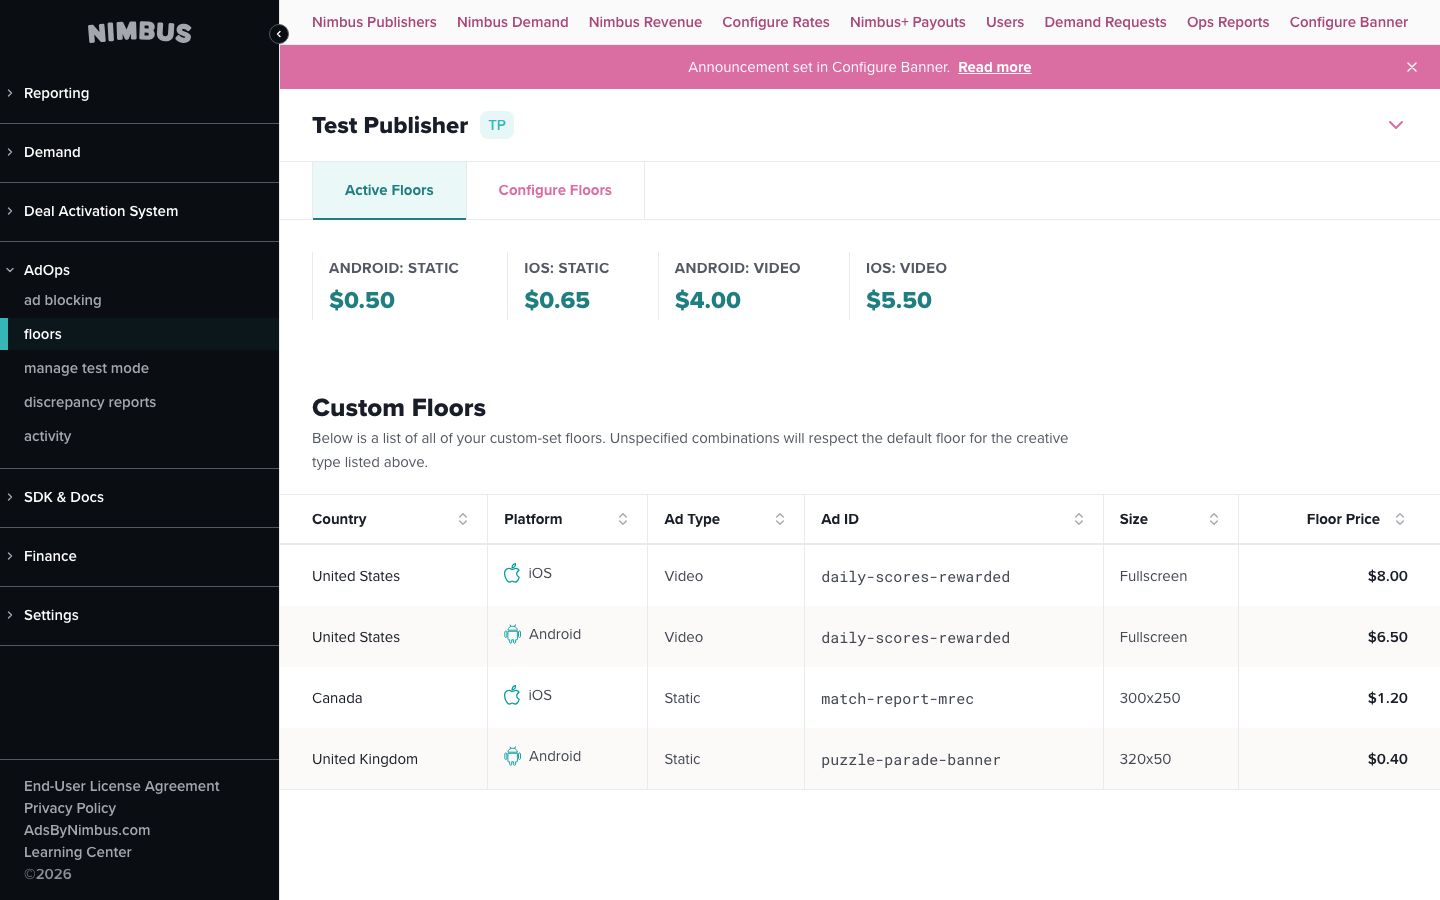 NIMBUS
Reporting
Demand
Deal Activation System
AdOps
ad blocking
floors
manage test mode
discrepancy reports
activity
SDK & Docs
Finance
Settings
End-User License Agreement
Privacy Policy
AdsByNimbus.com
Learning Center
©2026
Nimbus Publishers Nimbus Demand Nimbus Revenue Configure Rates Nimbus+ Payouts Users Demand Requests Ops Reports Configure Banner
Announcement set in Configure Banner. Read more
Test Publisher TP
Active Floors Configure Floors
ANDROID: STATIC IOS: STATIC ANDROID: VIDEO IOS: VIDEO
$0.50 $0.65 $4.00 $5.50
Custom Floors
Below is a list of all of your custom-set floors. Unspecified combinations will respect the default floor for the creative
type listed above.
Country Platform Ad Type Ad ID Size Floor Price
United States iOS Video daily-scores-rewarded Fullscreen $8.00
United States Android Video daily-scores-rewarded Fullscreen $6.50
Canada iOS Static match-report-mrec 300x250 $1.20
United Kingdom Android Static puzzle-parade-banner 320x50 $0.40